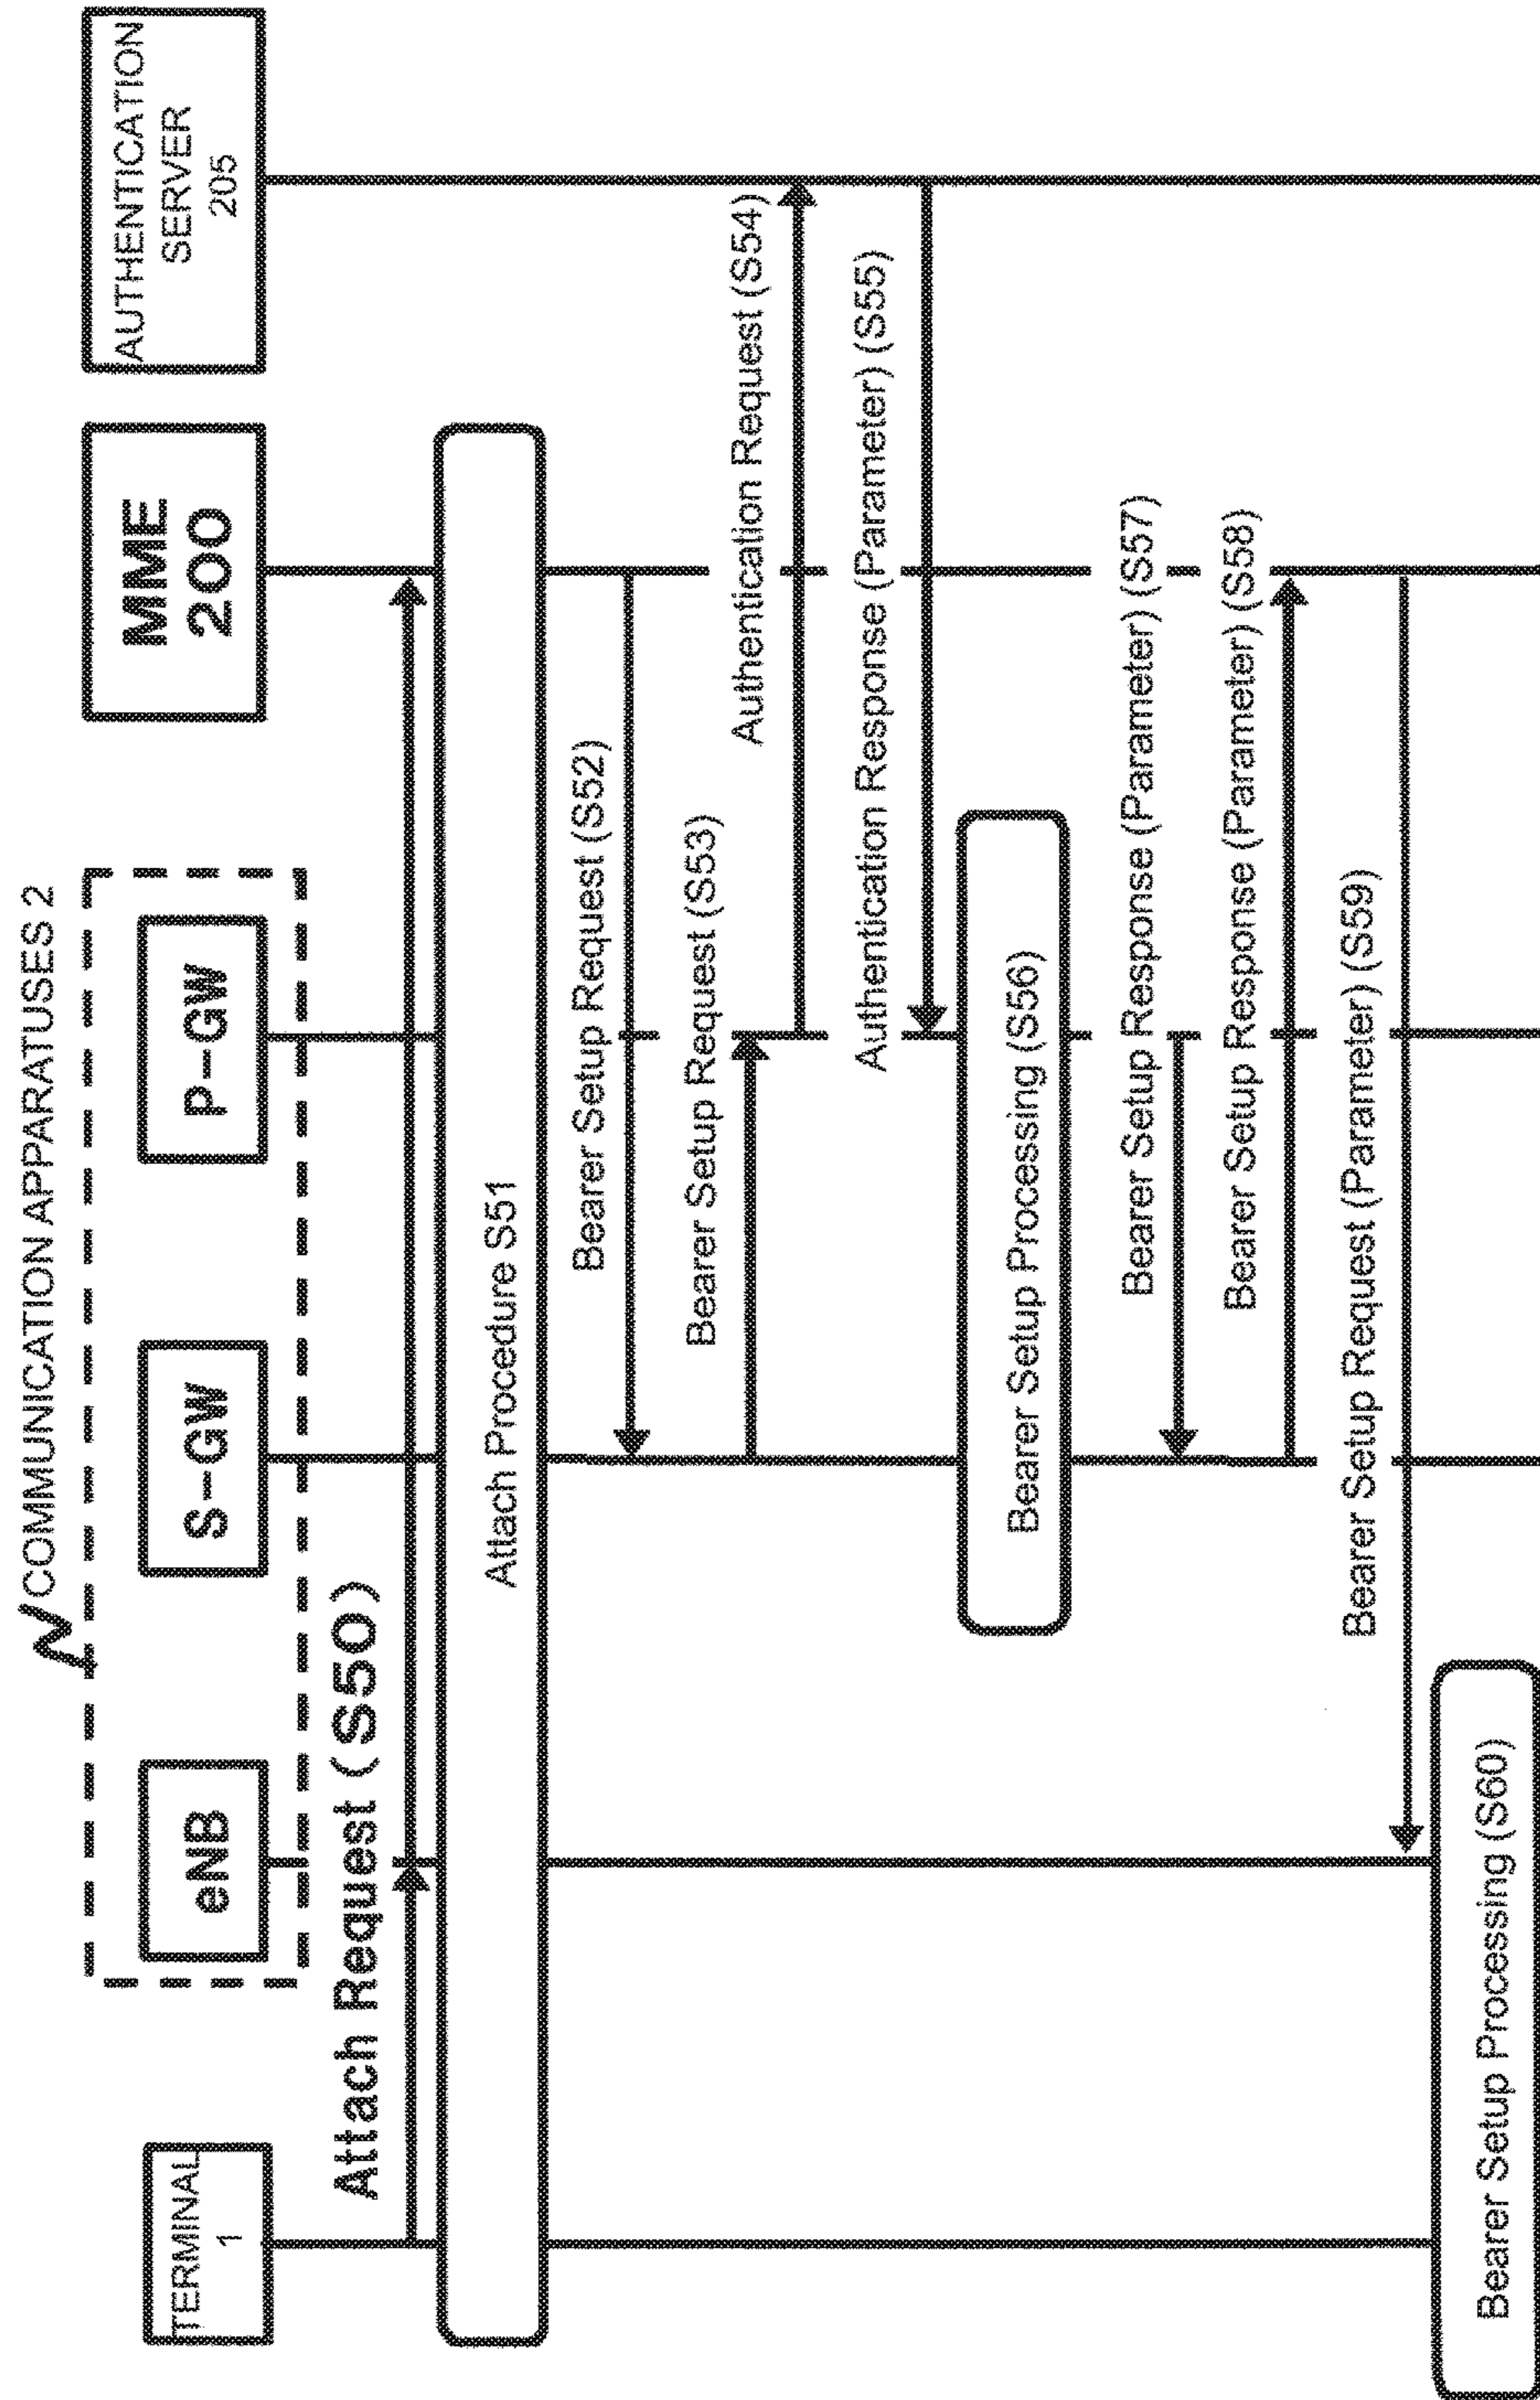 COMMUNICATION APPARATUSES 2
TERMINAL
1
eNB
S-GW
P-GW
MME
200
AUTHENTICATION
SERVER
205
Attach Request (S50)
Attach Procedure S51
Bearer Setup Request (S52)
Bearer Setup Request (S53)
Authentication Request (S54)
Authentication Response (Parameter) (S55)
Bearer Setup Processing (S56)
Bearer Setup Response (Parameter) (S57)
Bearer Setup Response (Parameter) (S58)
Bearer Setup Request (Parameter) (S59)
Bearer Setup Processing (S60)